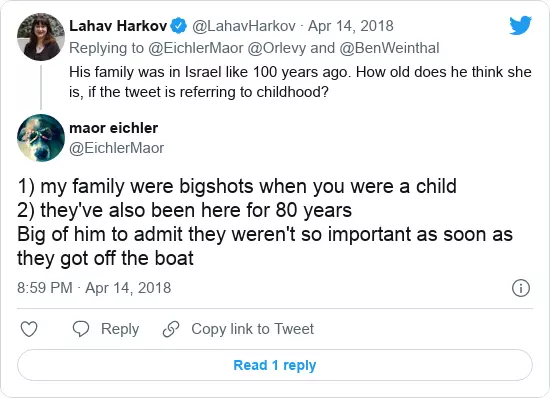 Lahav Harkov @LahavHarkov · Apr 14, 2018
Replying to @EichlerMaor @Orlevy and @BenWeinthal
His family was in Israel like 100 years ago. How old does he think she
is, if the tweet is referring to childhood?
maor eichler
@EichlerMaor
1) my family were bigshots when you were a child
2) they've also been here for 80 years
Big of him to admit they weren't so important as soon as
they got off the boat
8:59 PM · Apr 14, 2018
Reply Copy link to Tweet
Read 1 reply